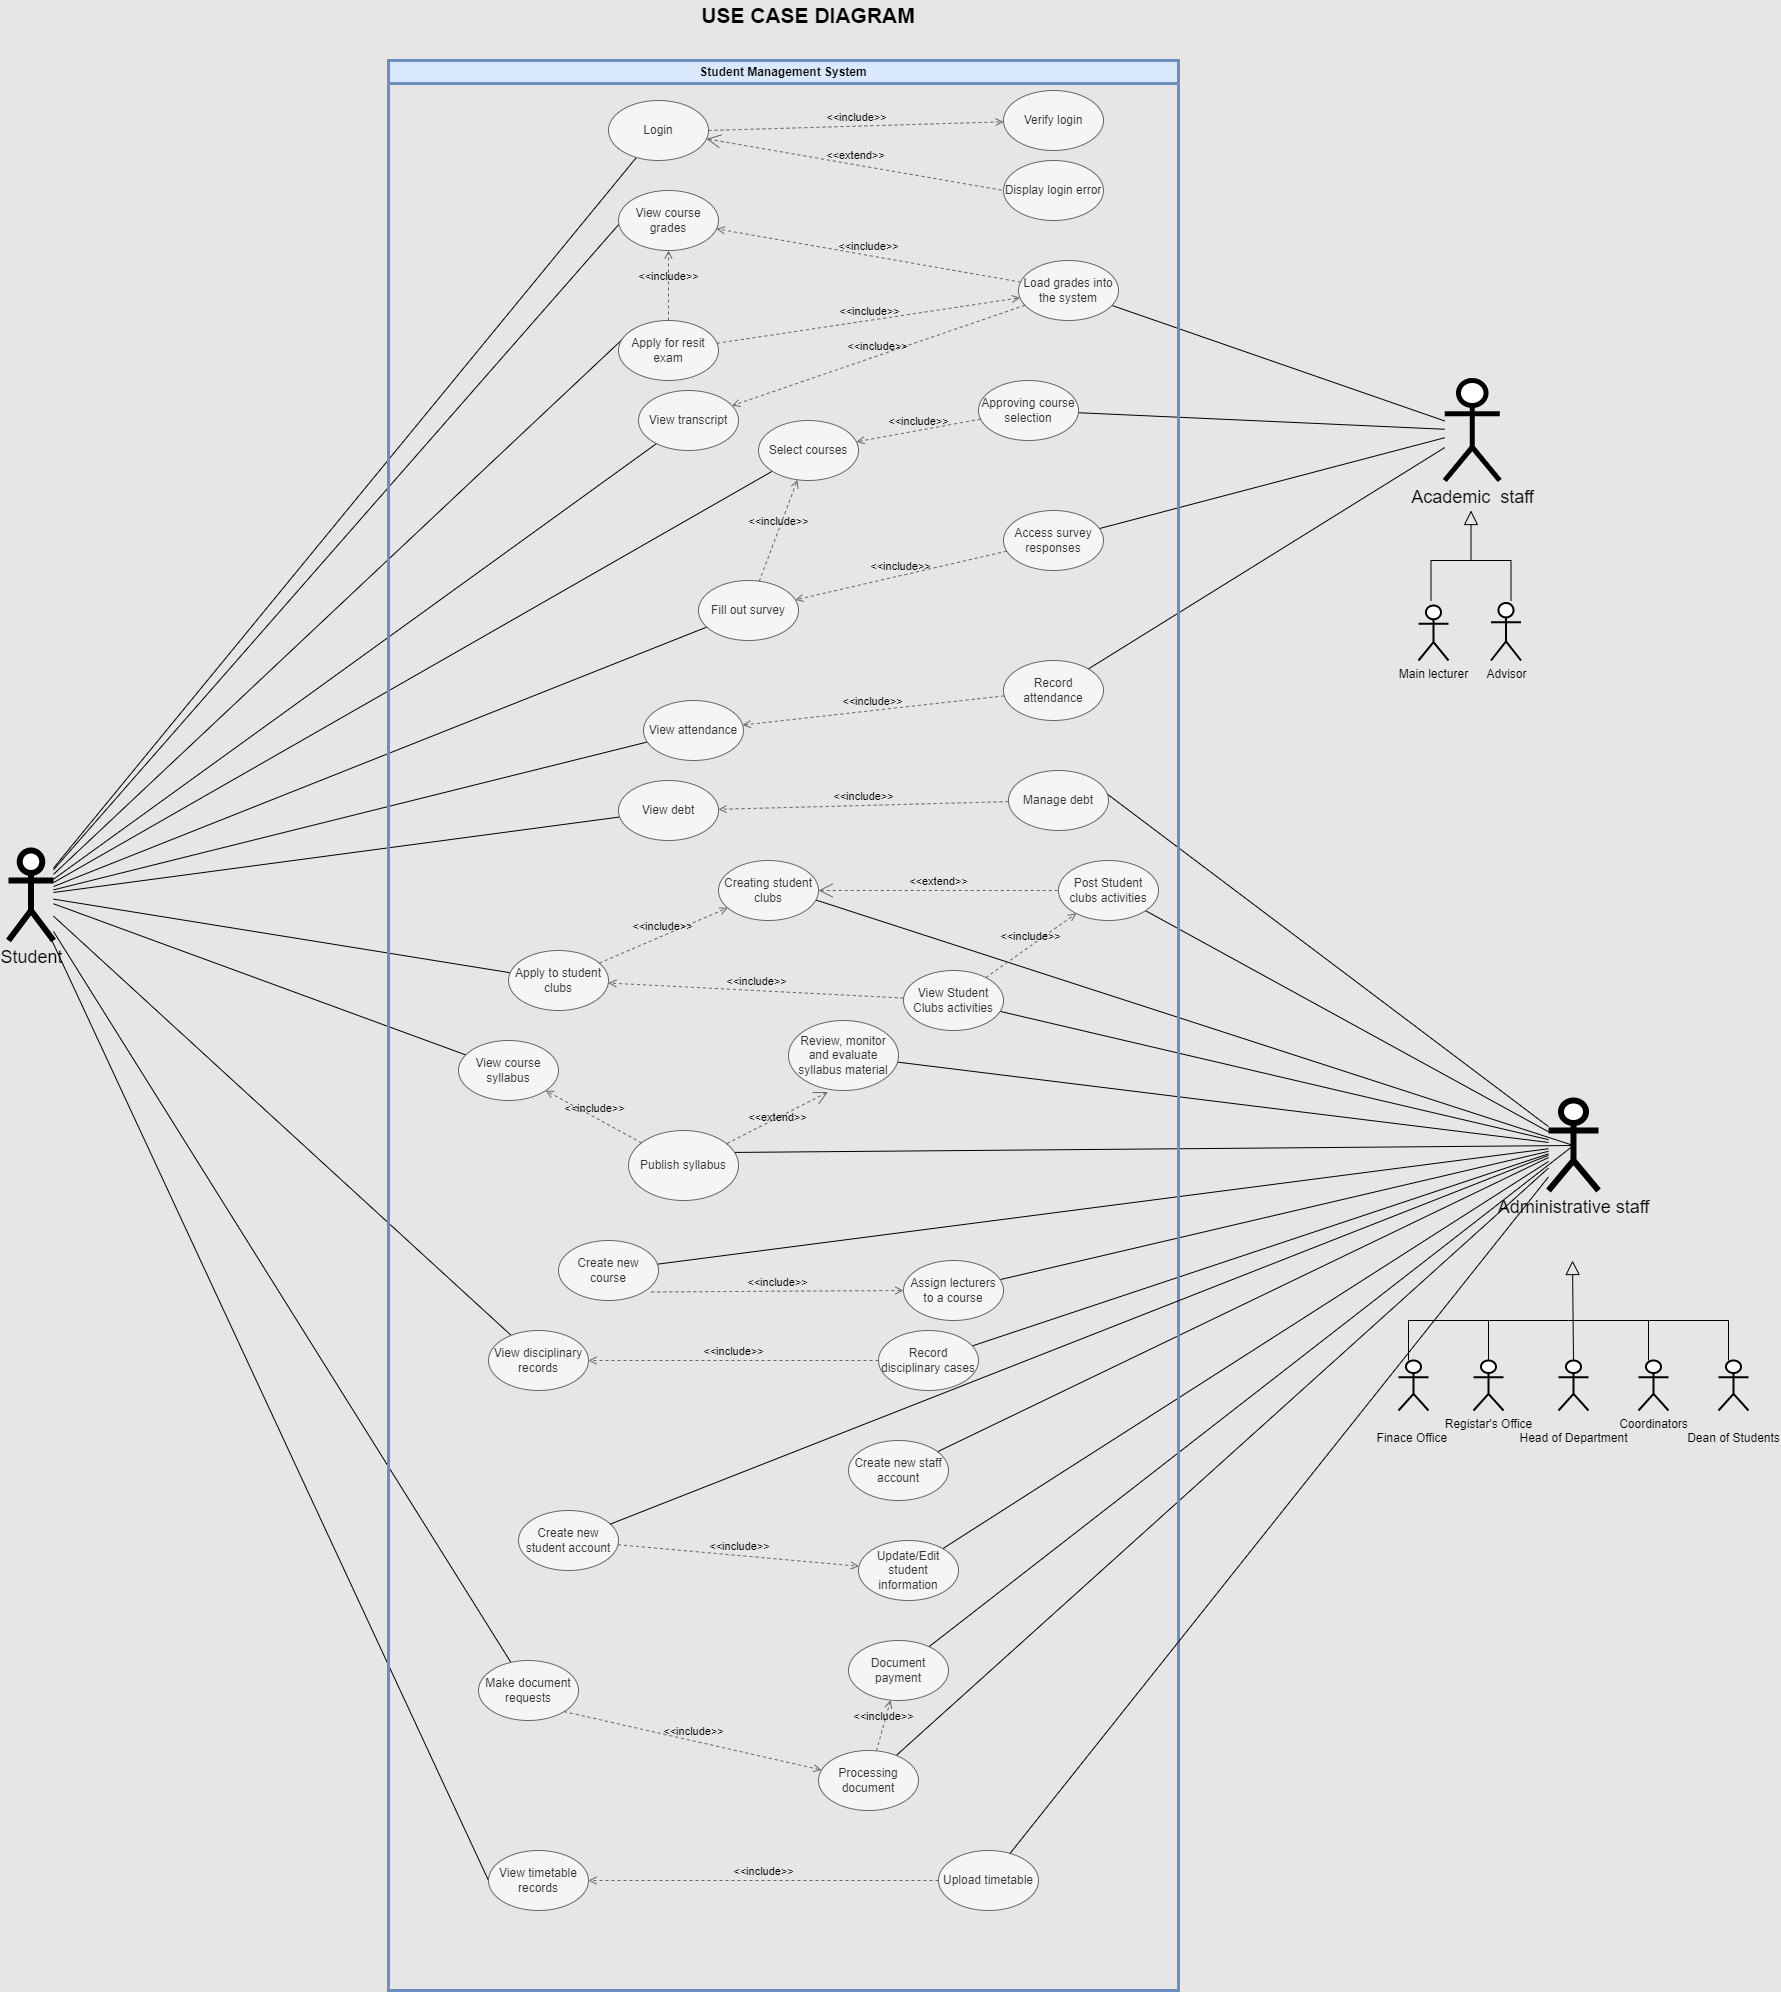 USE CASE DIAGRAM
Student Management System
Login
<<include>>
Verify login
<<extend>>
Display login error
View course
grades
<<include>>
<<include>>
Load grades into
the system
<<include>>
Apply for resit
exam
<<include>>
View transcript
Approving course
selection
<<include>>
Select courses
Academic  staff
<<include>>
Access survey
responses
<<include>>
Fill out survey
Main lecturer
Advisor
Record
attendance
<<include>>
View attendance
View debt
<<include>>
Manage debt
Creating student
clubs
<<extend>>
Post Student
clubs activities
<<include>>
<<include>>
Student
Apply to student
clubs
<<include>>
View Student
Clubs activities
Review, monitor
and evaluate
syllabus material
View course
syllabus
<<include>>
<<extend>>
Publish syllabus
Administrative staff
Create new
course
<<include>>
Assign lecturers
to a course
View disciplinary
records
<<include>>
Record
disciplinary cases
Finace Office
Registar's Office
Head of Department
Coordinators
Dean of Students
Create new staff
account
Create new
student account
<<include>>
Update/Edit
student
information
Make document
requests
Document
payment
<<include>>
<<include>>
Processing
document
View timetable
records
<<include>>
Upload timetable